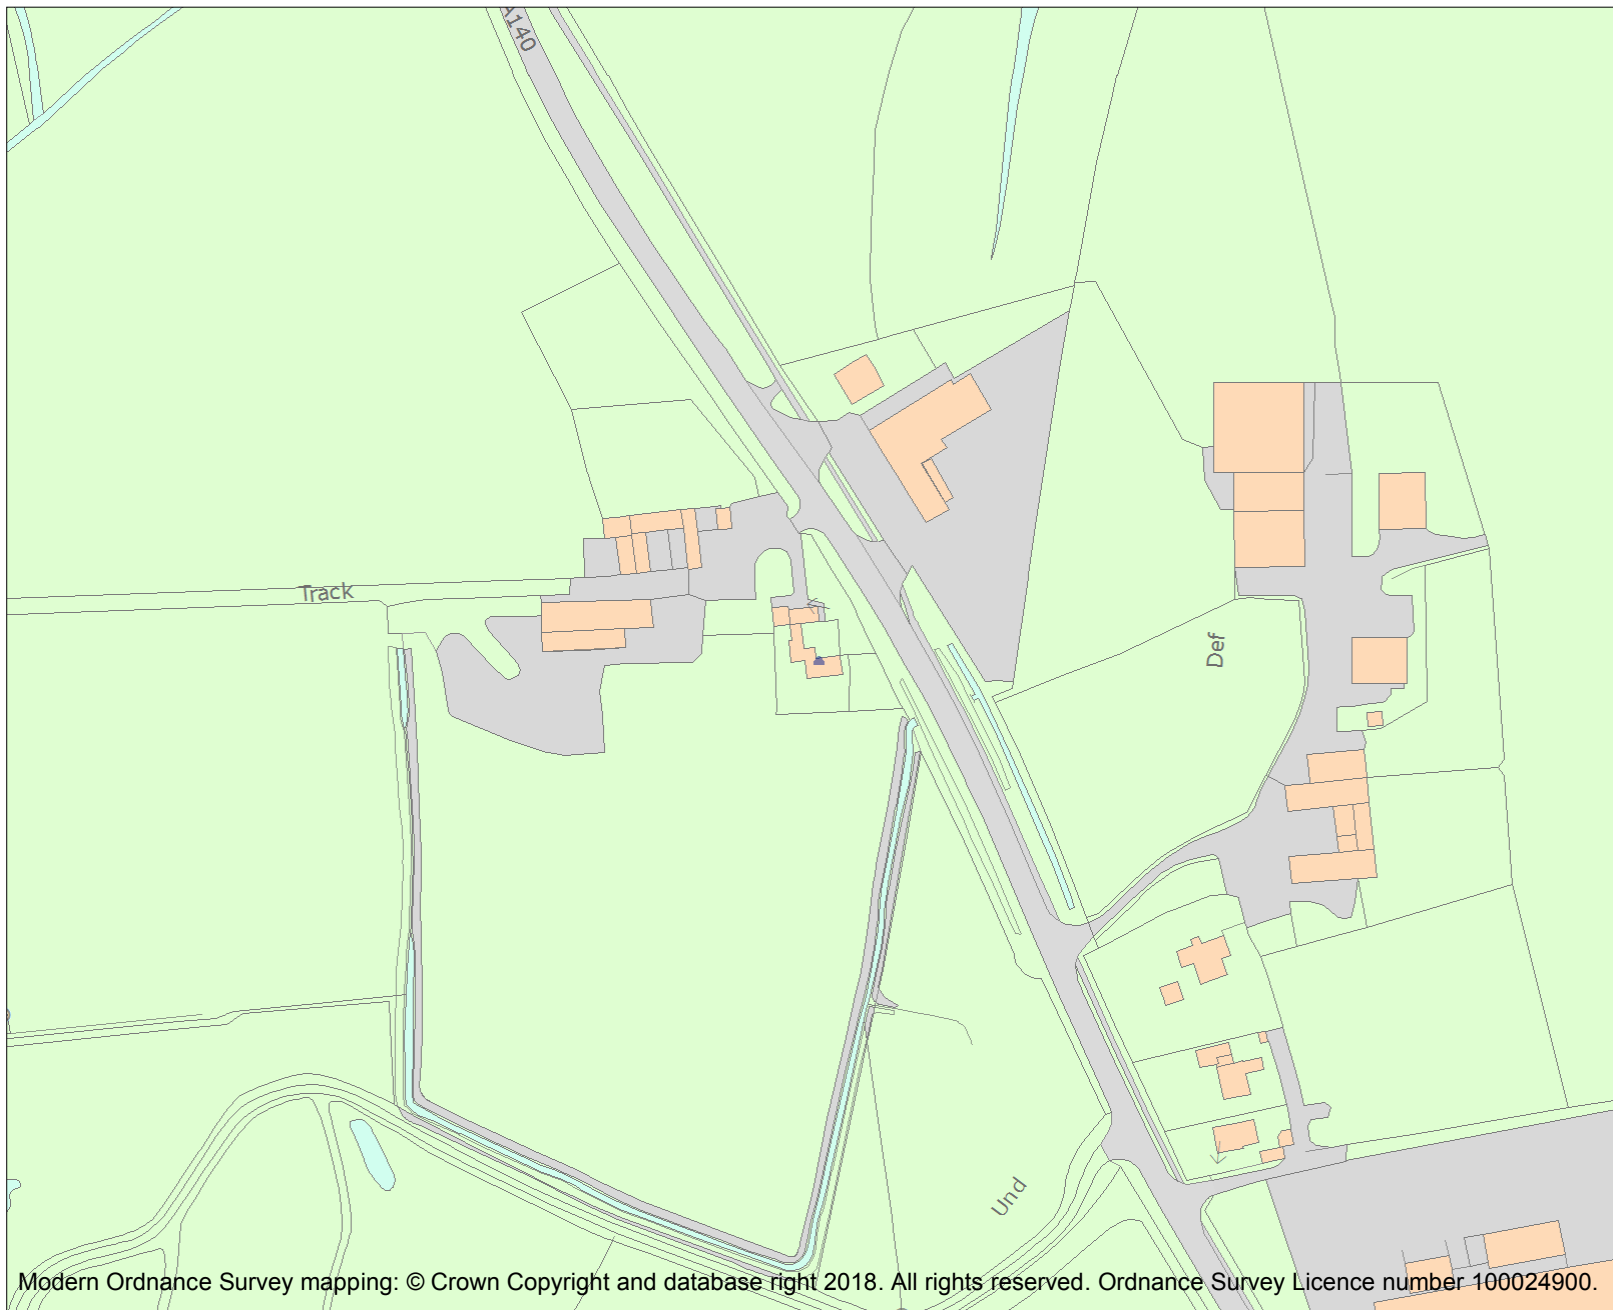 A140
Track
Def
Und
Modern Ordnance Survey mapping: © Crown Copyright and database right 2018. All rights reserved. Ordnance Survey Licence number 100024900.